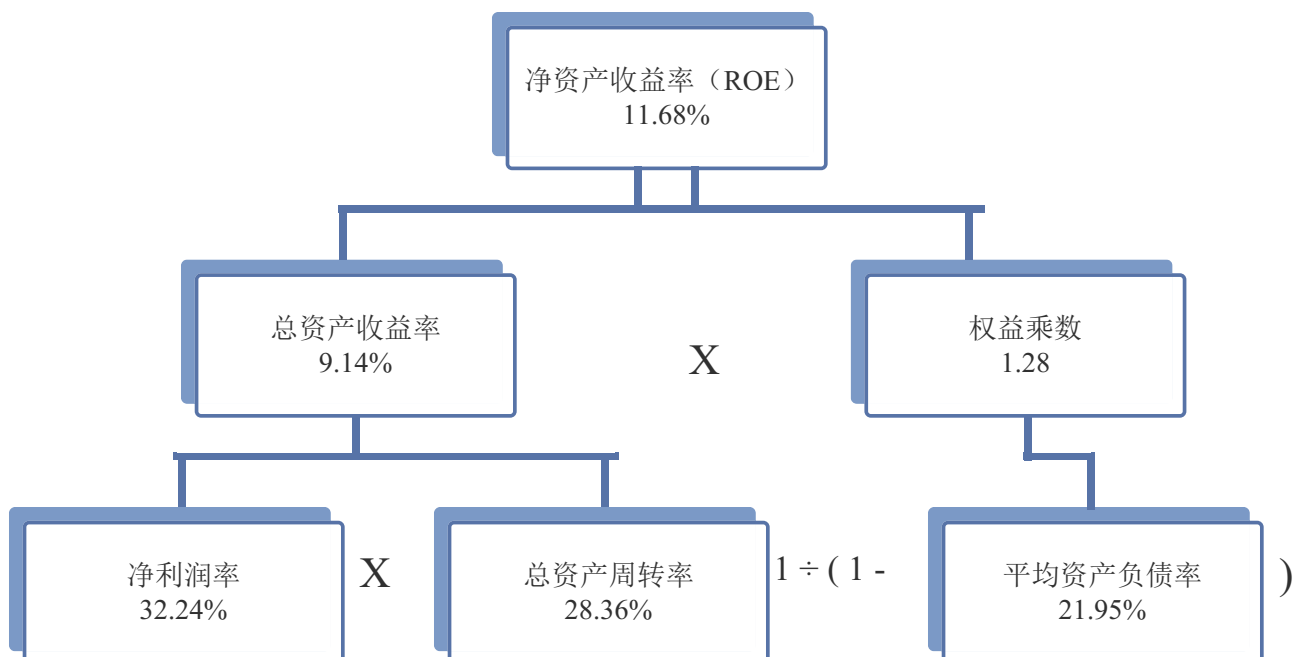 净资产收益率（ROE）
11.68%
总资产收益率
9.14%
X
权益乘数
1.28
净利润率
32.24%
X
总资产周转率
28.36%
1 ÷ ( 1 -
平均资产负债率
21.95%
)